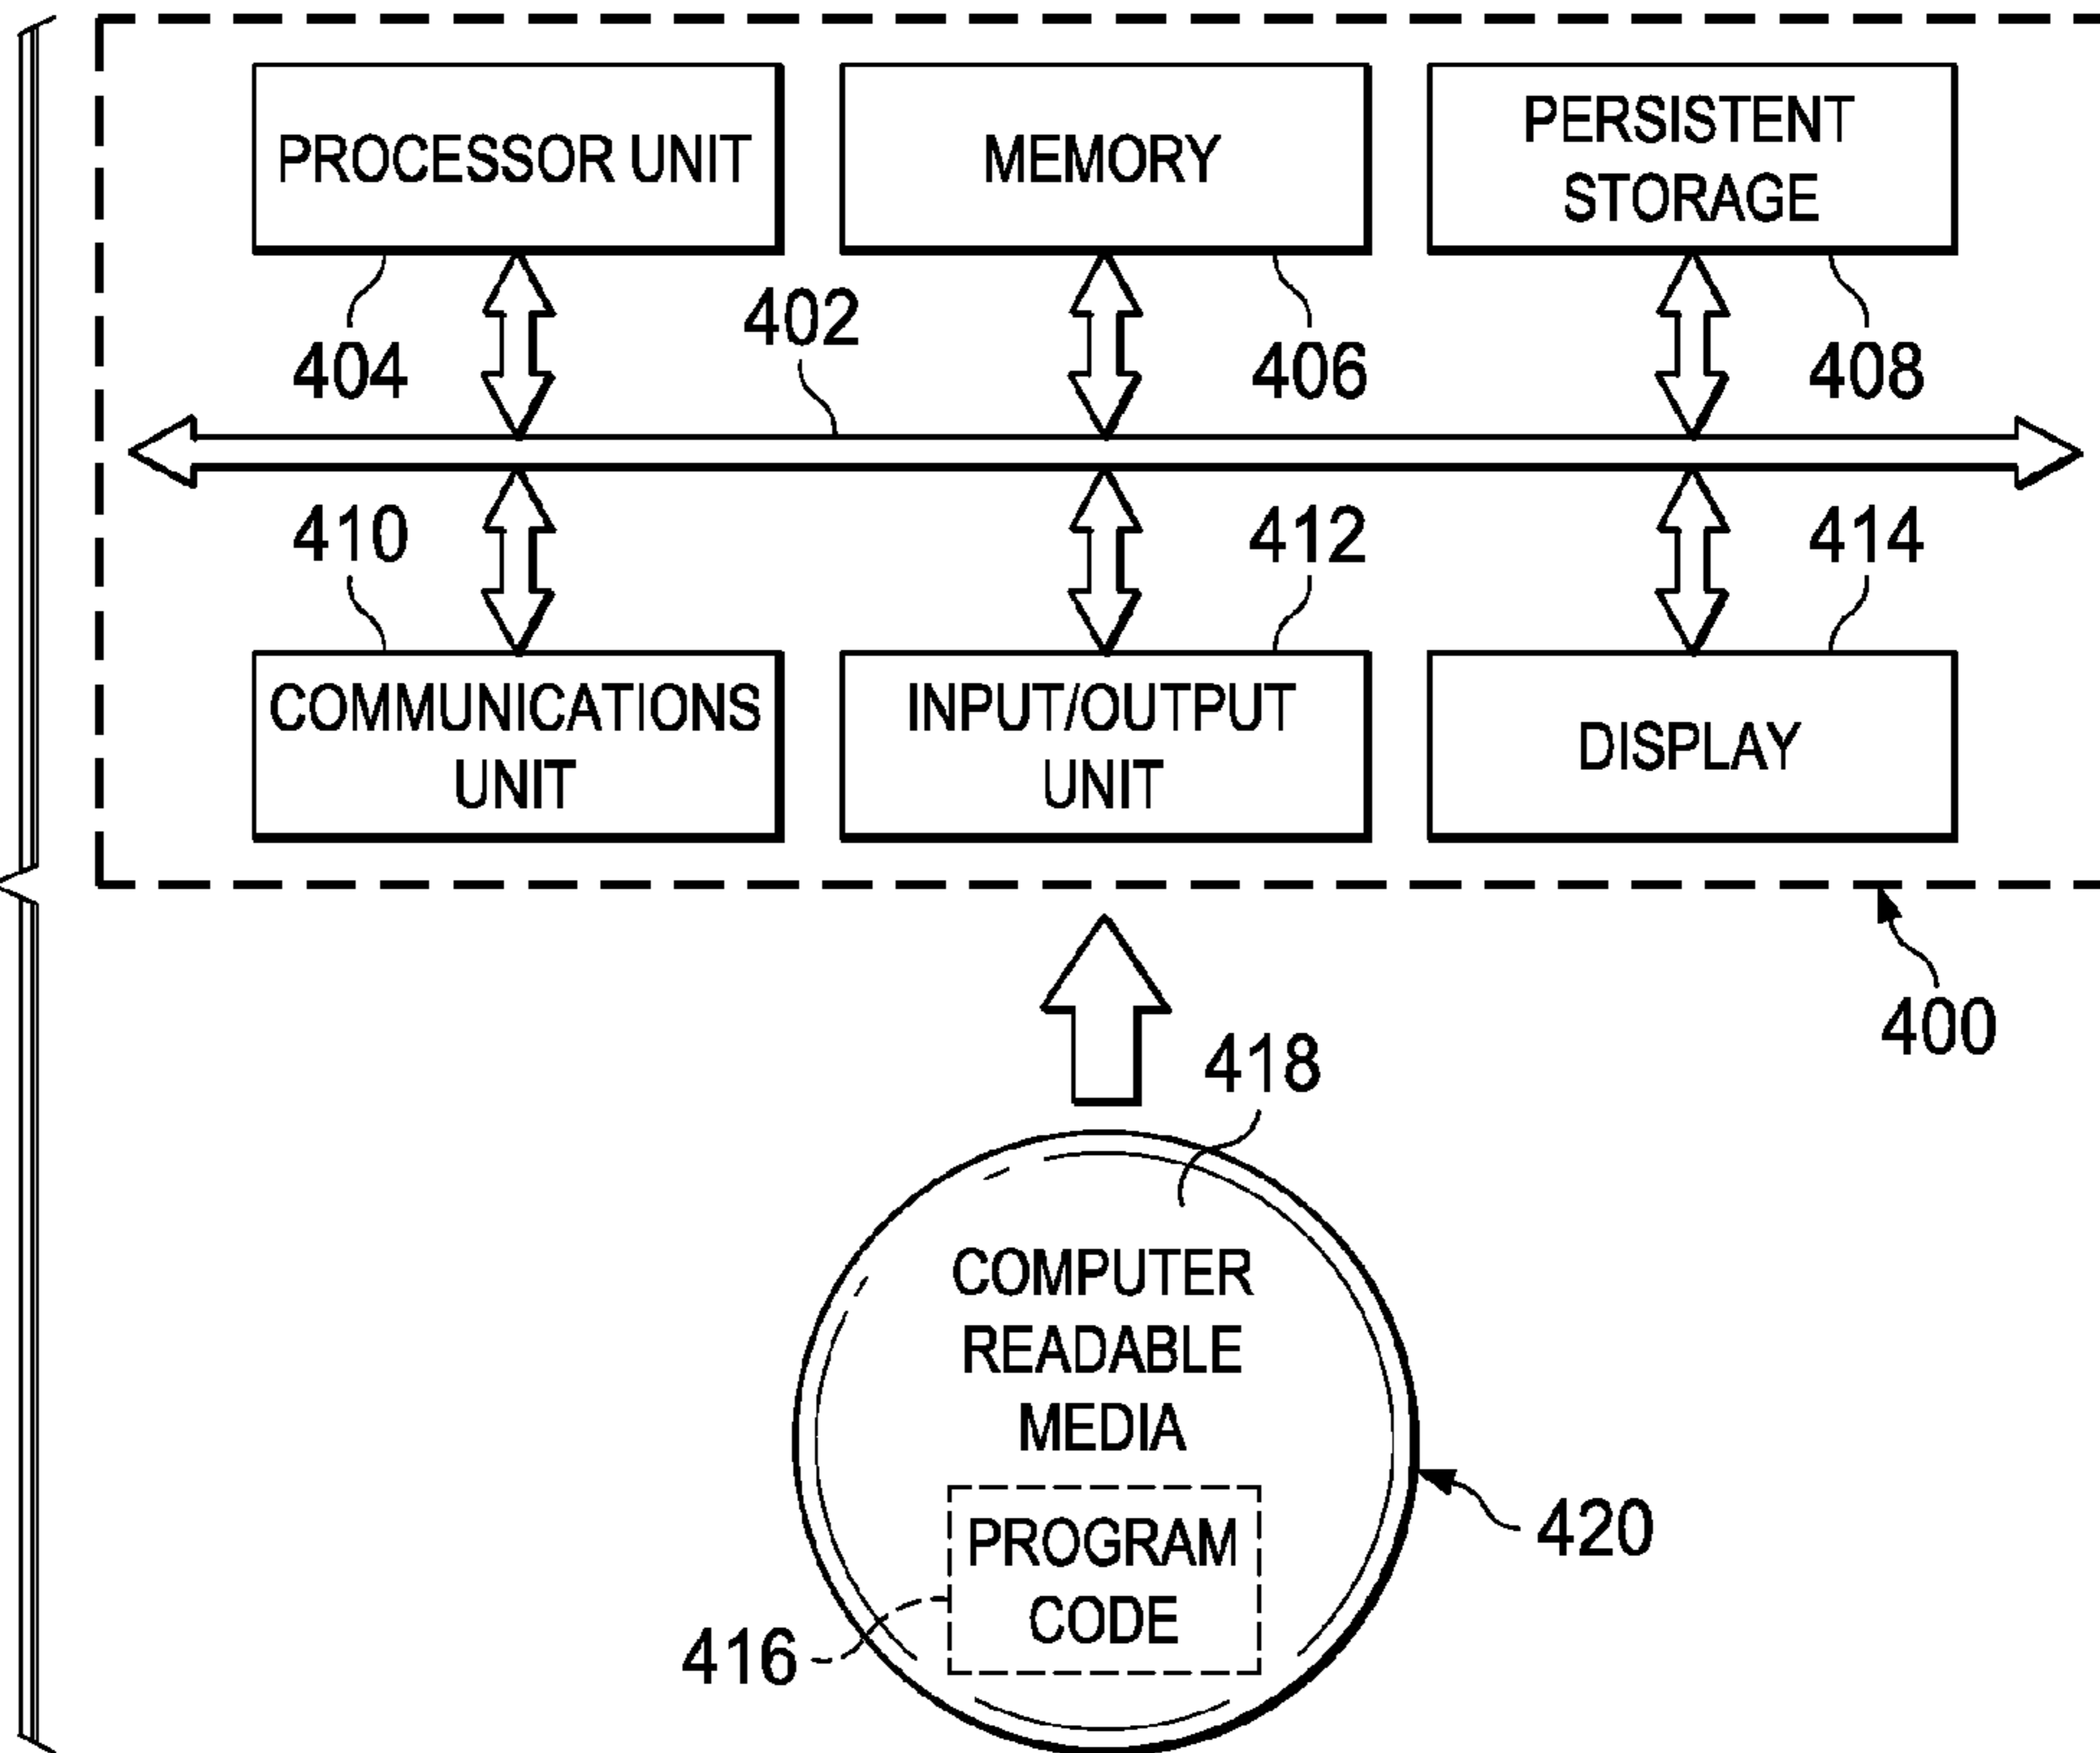 PROCESSOR UNIT
MEMORY
PERSISTENT
STORAGE
404
402
406
408
410
412
414
COMMUNICATIONS
UNIT
INPUT/OUTPUT
UNIT
DISPLAY
400
418
COMPUTER
READABLE
MEDIA
PROGRAM
CODE
420
416